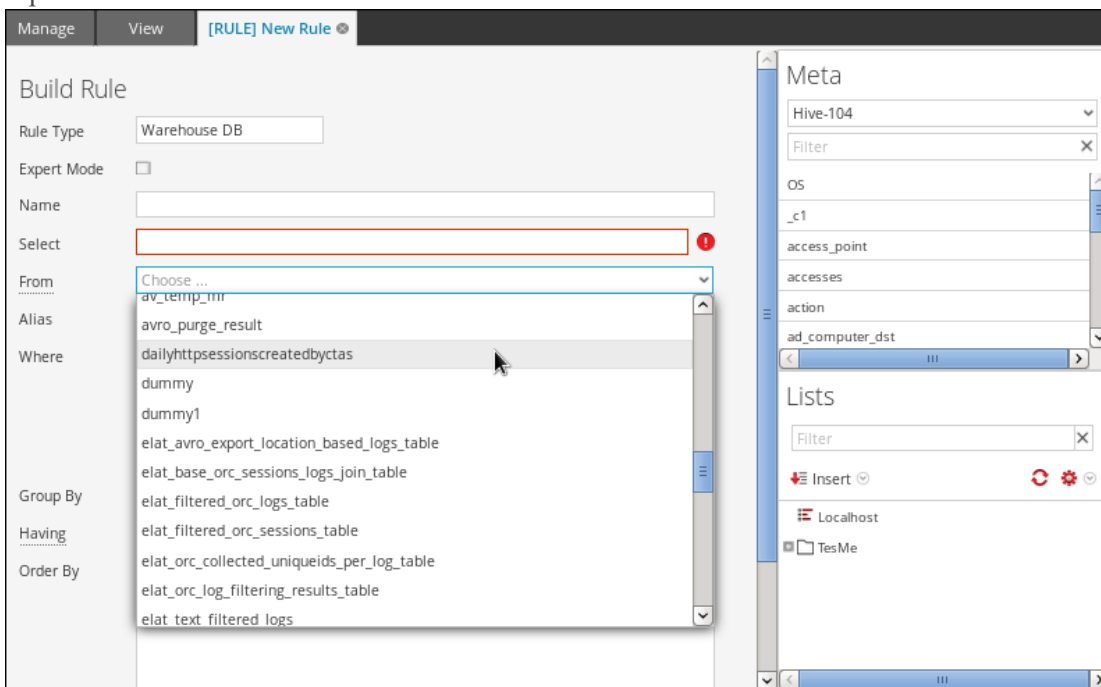 Manage
View
[RULE] New Rule
Build Rule
Rule Type
Warehouse DB
Expert Mode
Name
Select
From
Choose ...
Alias
av_temp_mr
avro_purge_result
Where
dailyhttpsessionscreatedbyctas
dummy
dummy1
elat_avro_export_location_based_logs_table
elat_base_orc_sessions_logs_join_table
Group By
elat_filtered_orc_logs_table
Having
elat_filtered_orc_sessions_table
Order By
elat_orc_collected_uniqueids_per_log_table
elat_orc_log_filtering_results_table
elat_text_filtered_logs
Meta
Hive-104
Filter
OS
_c1
access_point
accesses
action
ad_computer_dst
Lists
Filter
Insert
Localhost
TesMe